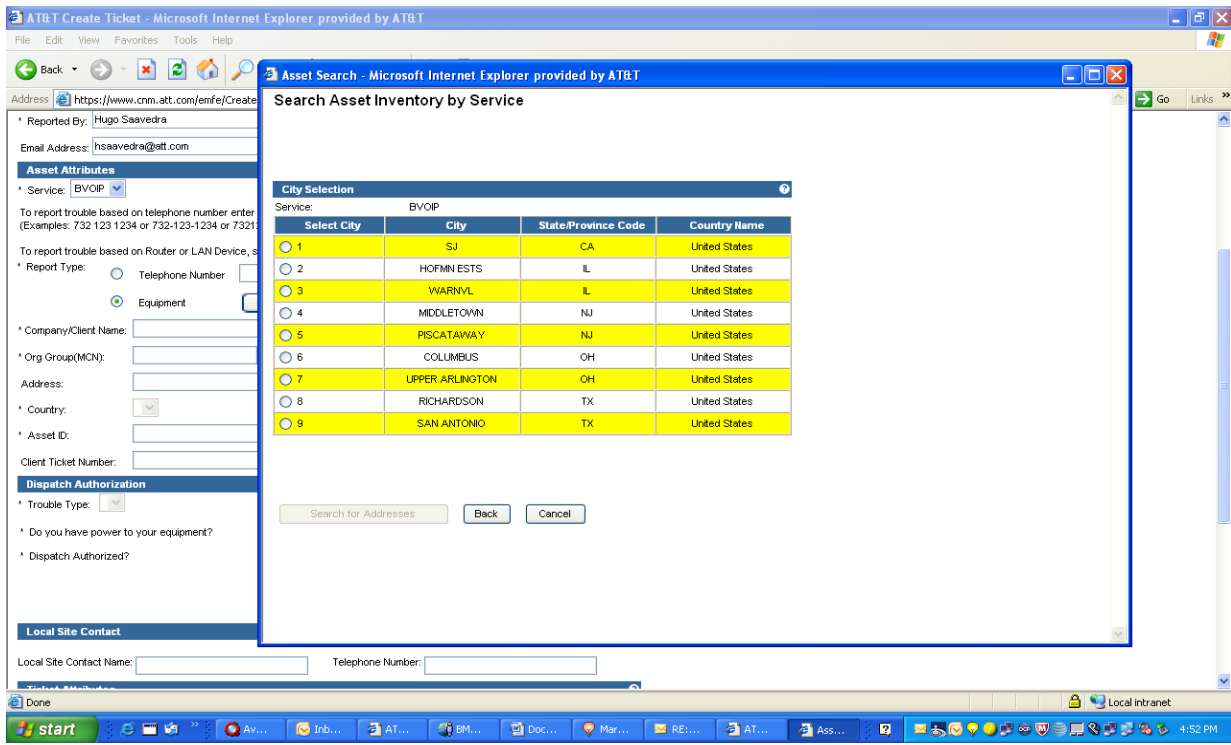 AT&T Create Ticket - Microsoft Internet Explorer provided by AT&T
File Edit View Favorites Tools Help
Back
Address https://www.cnm.att.com/emfe/Create
Go Links »
* Reported By: Hugo Saavedra
Email Address: hsaavedra@att.com
Asset Attributes
* Service: BVOIP
To report trouble based on telephone number enter
(Examples: 732 123 1234 or 732-123-1234 or 7321
To report trouble based on Router or LAN Device, s
* Report Type: Telephone Number
Equipment
* Company/Client Name:
* Org Group(MCN):
Address:
* Country:
* Asset ID:
Client Ticket Number:
Dispatch Authorization
* Trouble Type:
* Do you have power to your equipment?
* Dispatch Authorized?
Local Site Contact
Local Site Contact Name: Telephone Number:
Asset Search - Microsoft Internet Explorer provided by AT&T
Search Asset Inventory by Service
City Selection
Service: BVOIP
Select City City State/Province Code Country Name
1 SJ CA United States
2 HOFMN ESTS IL United States
3 WARNVL IL United States
4 MIDDLETOWN NJ United States
5 PISCATAWAY NJ United States
6 COLUMBUS OH United States
7 UPPER ARLINGTON OH United States
8 RICHARDSON TX United States
9 SAN ANTONIO TX United States
Search for Addresses Back Cancel
Done Local intranet
start » Av... Inb... AT... BM... Doc... Mar... RE:... AT... Ass... 4:52 PM